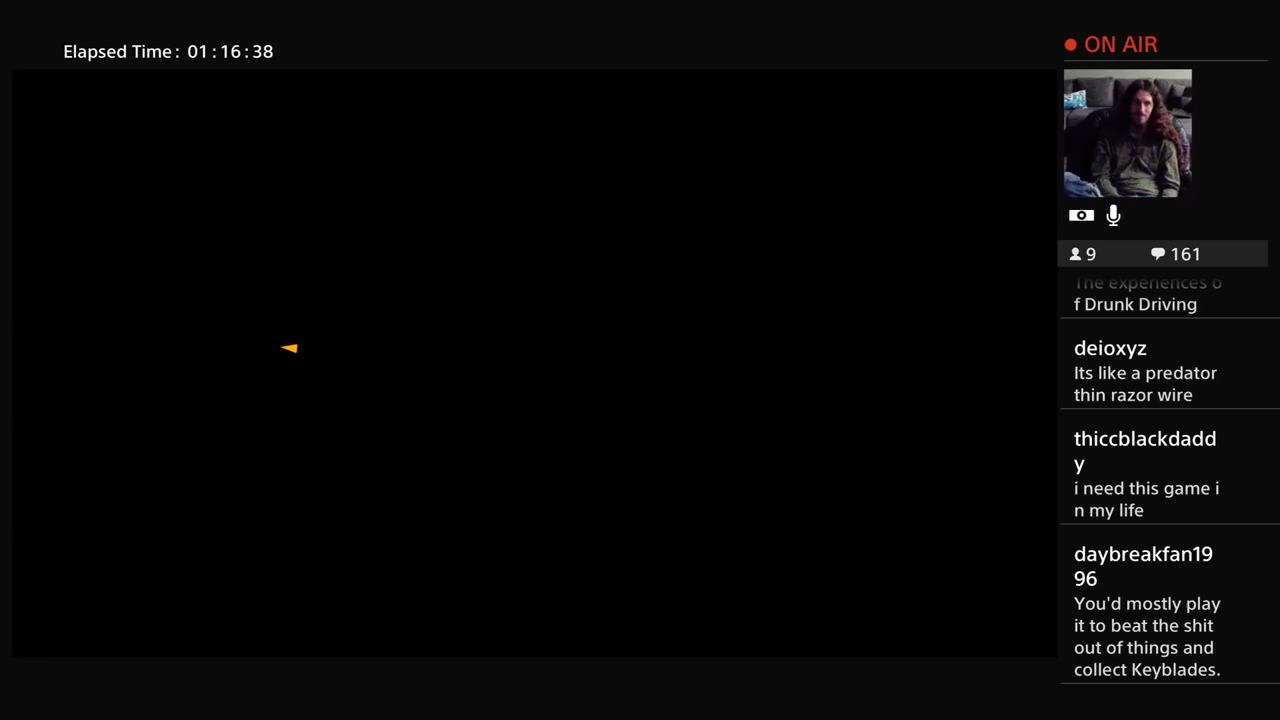 Elapsed Time: 01:16:38
ON AIR
9
161
The experiences o
f Drunk Driving
deioxyz
Its like a predator
thin razor wire
thiccblackdadd
y
i need this game i
n my life
daybreakfan19
96
You'd mostly play
it to beat the shit
out of things and
collect Keyblades.